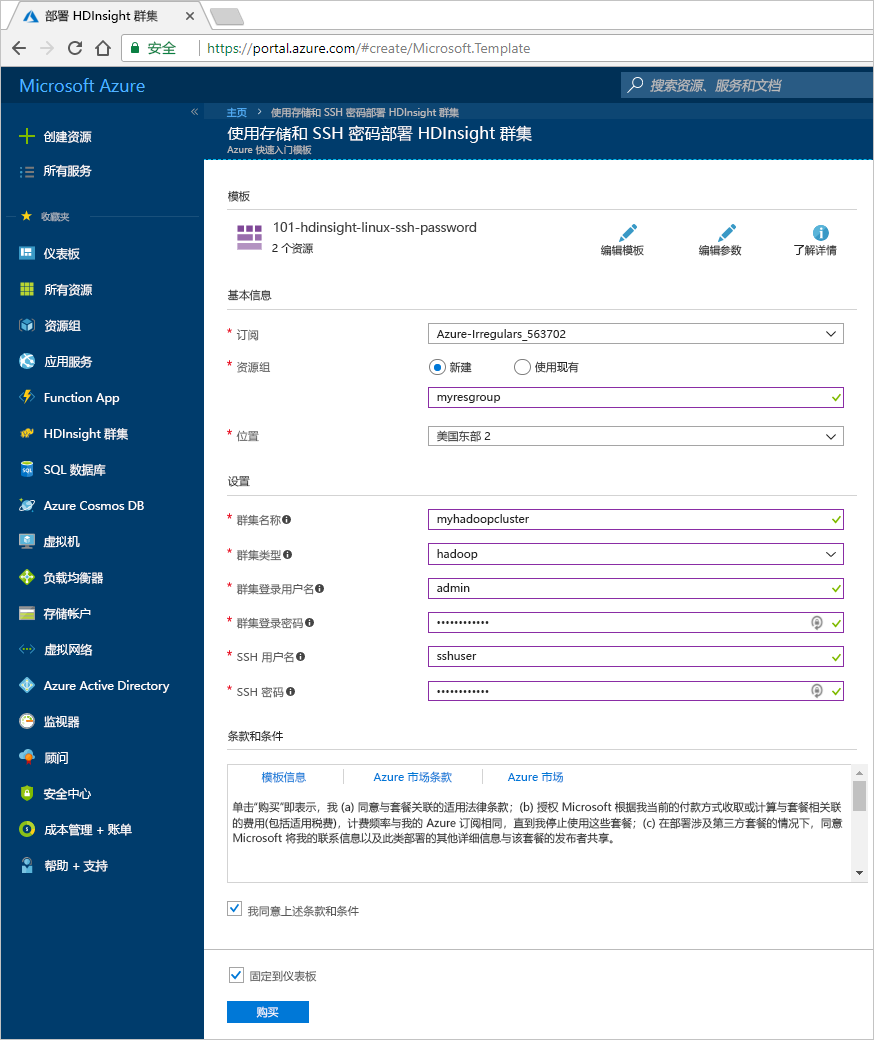 部署 HDInsight 群集
安全
https://portal.azure.com/#create/Microsoft.Template
Microsoft Azure
搜索资源、服务和文档
创建资源
所有服务
收藏夹
仪表板
所有资源
资源组
应用服务
Function App
HDInsight 群集
SQL 数据库
Azure Cosmos DB
虚拟机
负载均衡器
存储帐户
虚拟网络
Azure Active Directory
监视器
顾问
安全中心
成本管理 + 账单
帮助 + 支持
主页 > 使用存储和 SSH 密码部署 HDInsight 群集
使用存储和 SSH 密码部署 HDInsight 群集
Azure 快速入门模板
模板
101-hdinsight-linux-ssh-password
2 个资源
编辑模板 编辑参数 了解详情
基本信息
* 订阅 Azure-Irregulars_563702
* 资源组 新建 使用现有
myresgroup
* 位置 美国东部 2
设置
* 群集名称 myhadoopcluster
* 群集类型 hadoop
* 群集登录用户名 admin
* 群集登录密码 ••••••••••••
* SSH 用户名 sshuser
* SSH 密码 ••••••••••••
条款和条件
模板信息 Azure 市场条款 Azure 市场
单击“购买”即表示，我 (a) 同意与套餐关联的适用法律条款；(b) 授权 Microsoft 根据我当前的付款方式收取或计算与套餐相关联
的费用(包括适用税费)，计费频率与我的 Azure 订阅相同，直到我停止使用这些套餐；(c) 在部署涉及第三方套餐的情况下，同意
Microsoft 将我的联系信息以及此类部署的其他详细信息与该套餐的发布者共享。
我同意上述条款和条件
固定到仪表板
购买